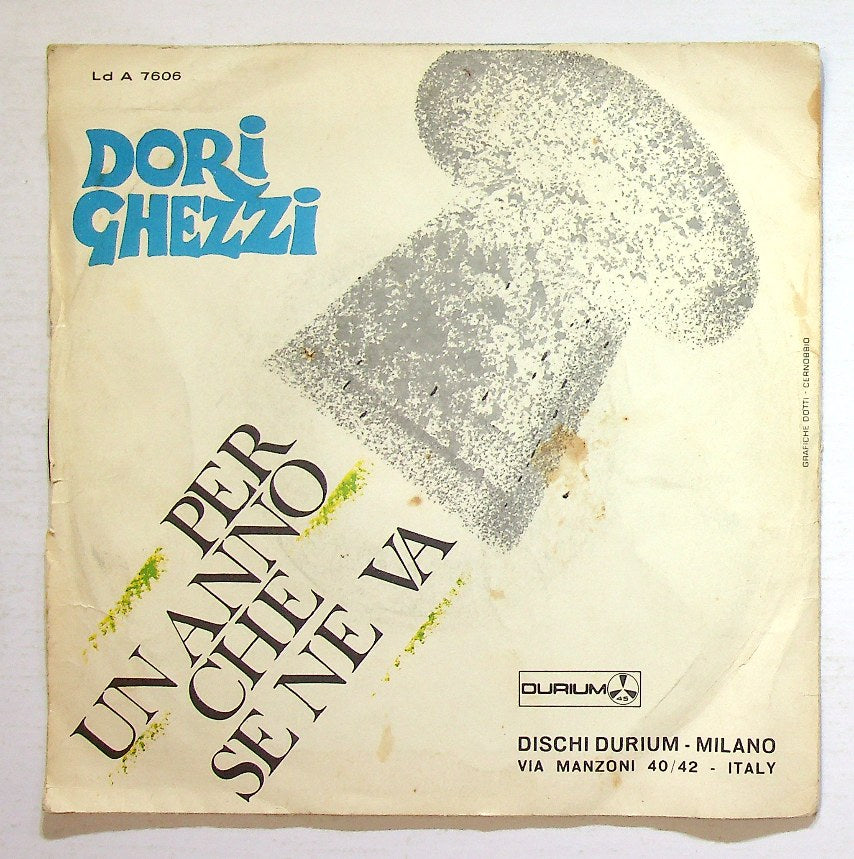 Ld A 7606
DORi
GHEZZi
PER
UN ANNO
CHE
SE NE VA
GRAFICHE DOTTI - CERNOBBIO
DURIUM 45
DISCHI DURIUM - MILANO
VIA MANZONI 40/42 - ITALY